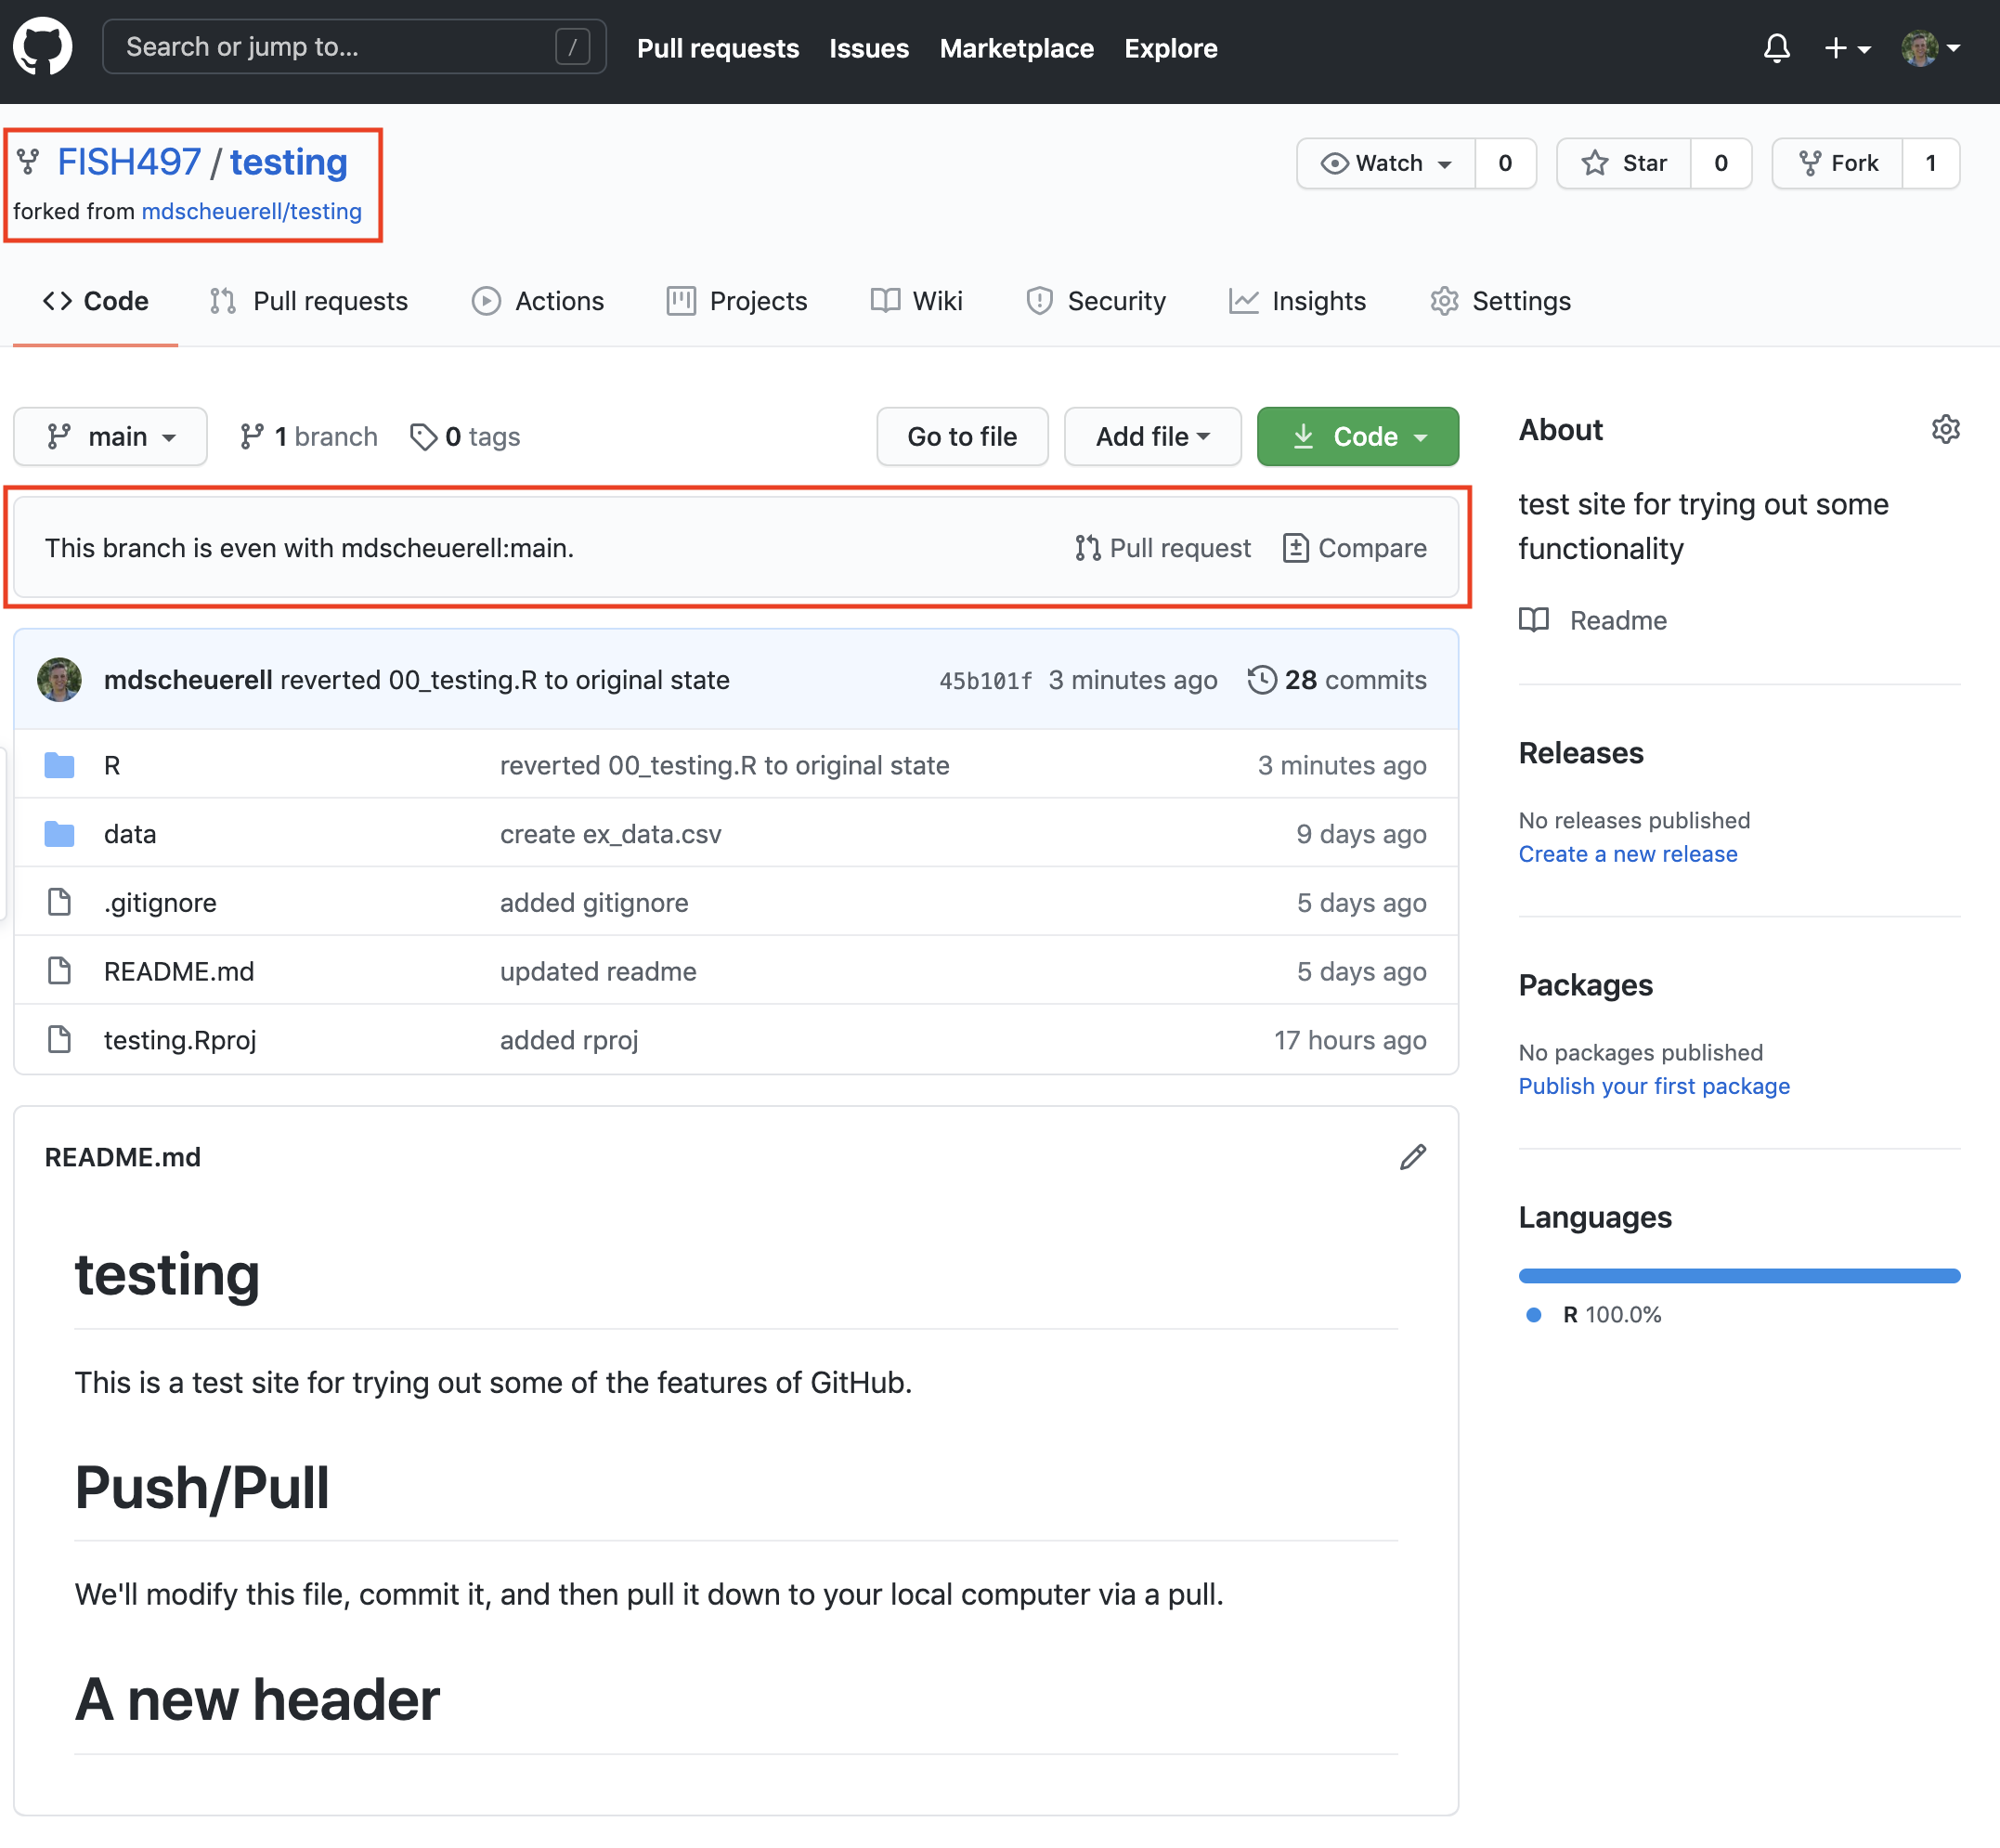 Search or jump to... /
Pull requests Issues Marketplace Explore
FISH497 / testing
forked from mdscheuerell/testing
Watch 0 Star 0 Fork 1
Code Pull requests Actions Projects Wiki Security Insights Settings
main 1 branch 0 tags Go to file Add file Code
This branch is even with mdscheuerell:main. Pull request Compare
mdscheuerell reverted 00_testing.R to original state 45b101f 3 minutes ago 28 commits
R reverted 00_testing.R to original state 3 minutes ago
data create ex_data.csv 9 days ago
.gitignore added gitignore 5 days ago
README.md updated readme 5 days ago
testing.Rproj added rproj 17 hours ago
README.md
testing
This is a test site for trying out some of the features of GitHub.
Push/Pull
We'll modify this file, commit it, and then pull it down to your local computer via a pull.
A new header
About
test site for trying out some
functionality
Readme
Releases
No releases published
Create a new release
Packages
No packages published
Publish your first package
Languages
R 100.0%